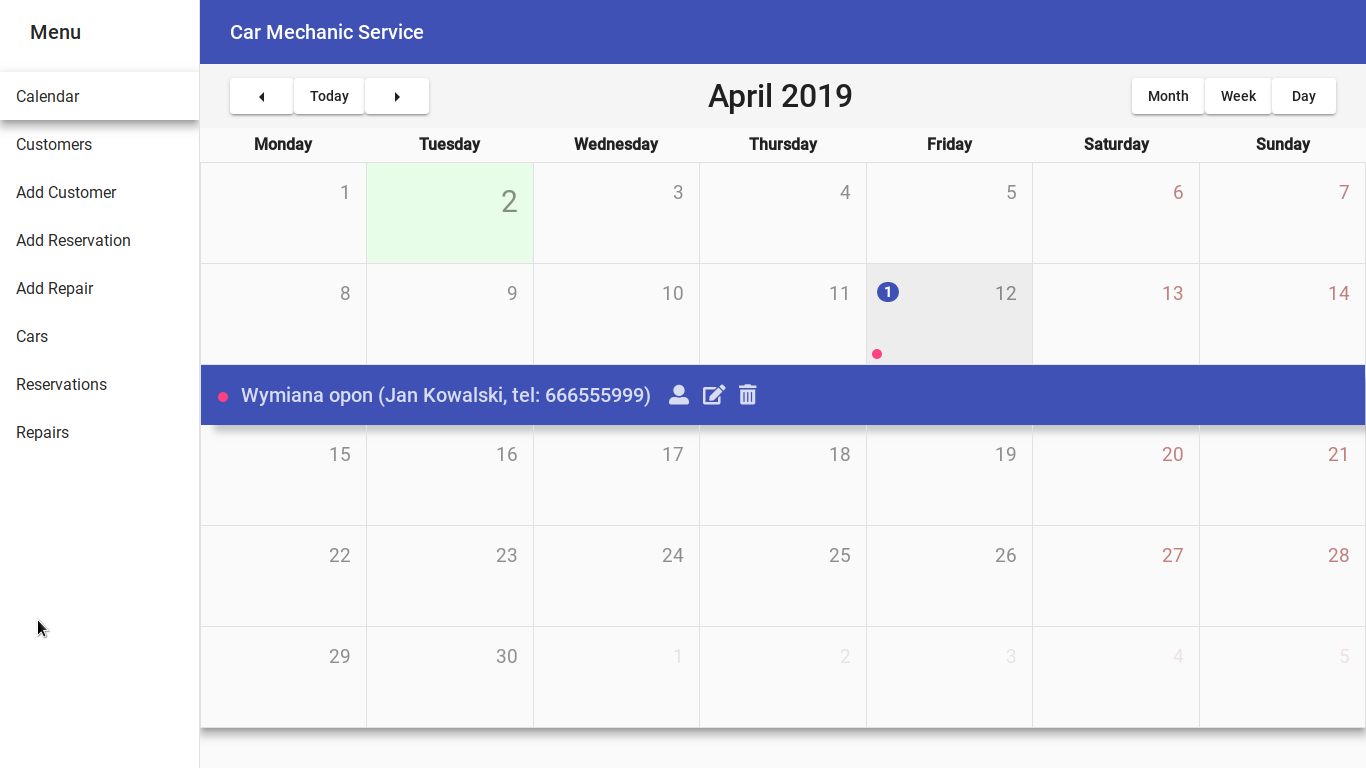 Menu
Car Mechanic Service
Calendar
Customers
Add Customer
Add Reservation
Add Repair
Cars
Reservations
Repairs
Today
April 2019
Month Week Day
Monday Tuesday Wednesday Thursday Friday Saturday Sunday
1 2 3 4 5 6 7
8 9 10 11 1 12 13 14
Wymiana opon (Jan Kowalski, tel: 666555999)
15 16 17 18 19 20 21
22 23 24 25 26 27 28
29 30 1 2 3 4 5